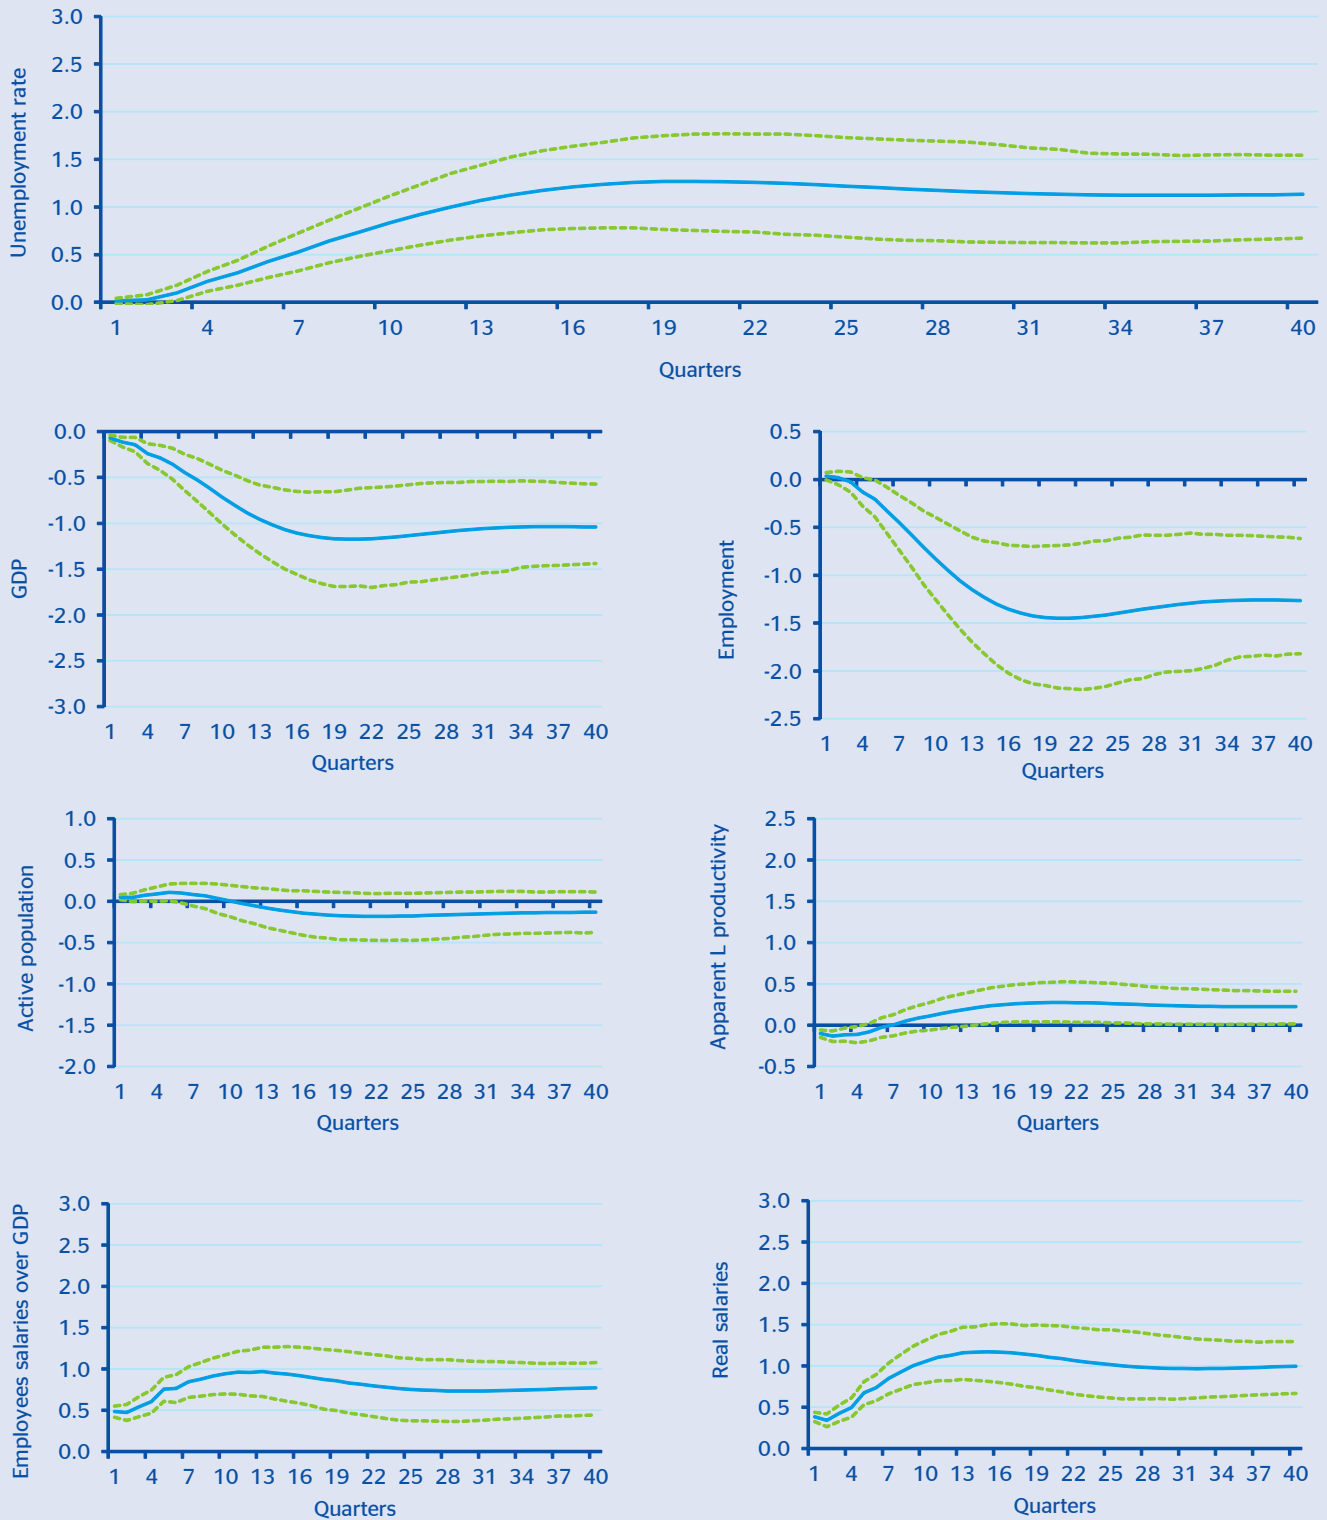 Unemployment rate
3.0
2.5
2.0
1.5
1.0
0.5
0.0
1 4 7 10 13 16 19 22 25 28 31 34 37 40
Quarters
GDP
0.0
-0.5
-1.0
-1.5
-2.0
-2.5
-3.0
1 4 7 10 13 16 19 22 25 28 31 34 37 40
Quarters
Employment
0.5
0.0
-0.5
-1.0
-1.5
-2.0
-2.5
1 4 7 10 13 16 19 22 25 28 31 34 37 40
Quarters
Active population
1.0
0.5
0.0
-0.5
-1.0
-1.5
-2.0
1 4 7 10 13 16 19 22 25 28 31 34 37 40
Quarters
Apparent L productivity
2.5
2.0
1.5
1.0
0.5
0.0
-0.5
1 4 7 10 13 16 19 22 25 28 31 34 37 40
Quarters
Employees salaries over GDP
3.0
2.5
2.0
1.5
1.0
0.5
0.0
1 4 7 10 13 16 19 22 25 28 31 34 37 40
Quarters
Real salaries
3.0
2.5
2.0
1.5
1.0
0.5
0.0
1 4 7 10 13 16 19 22 25 28 31 34 37 40
Quarters